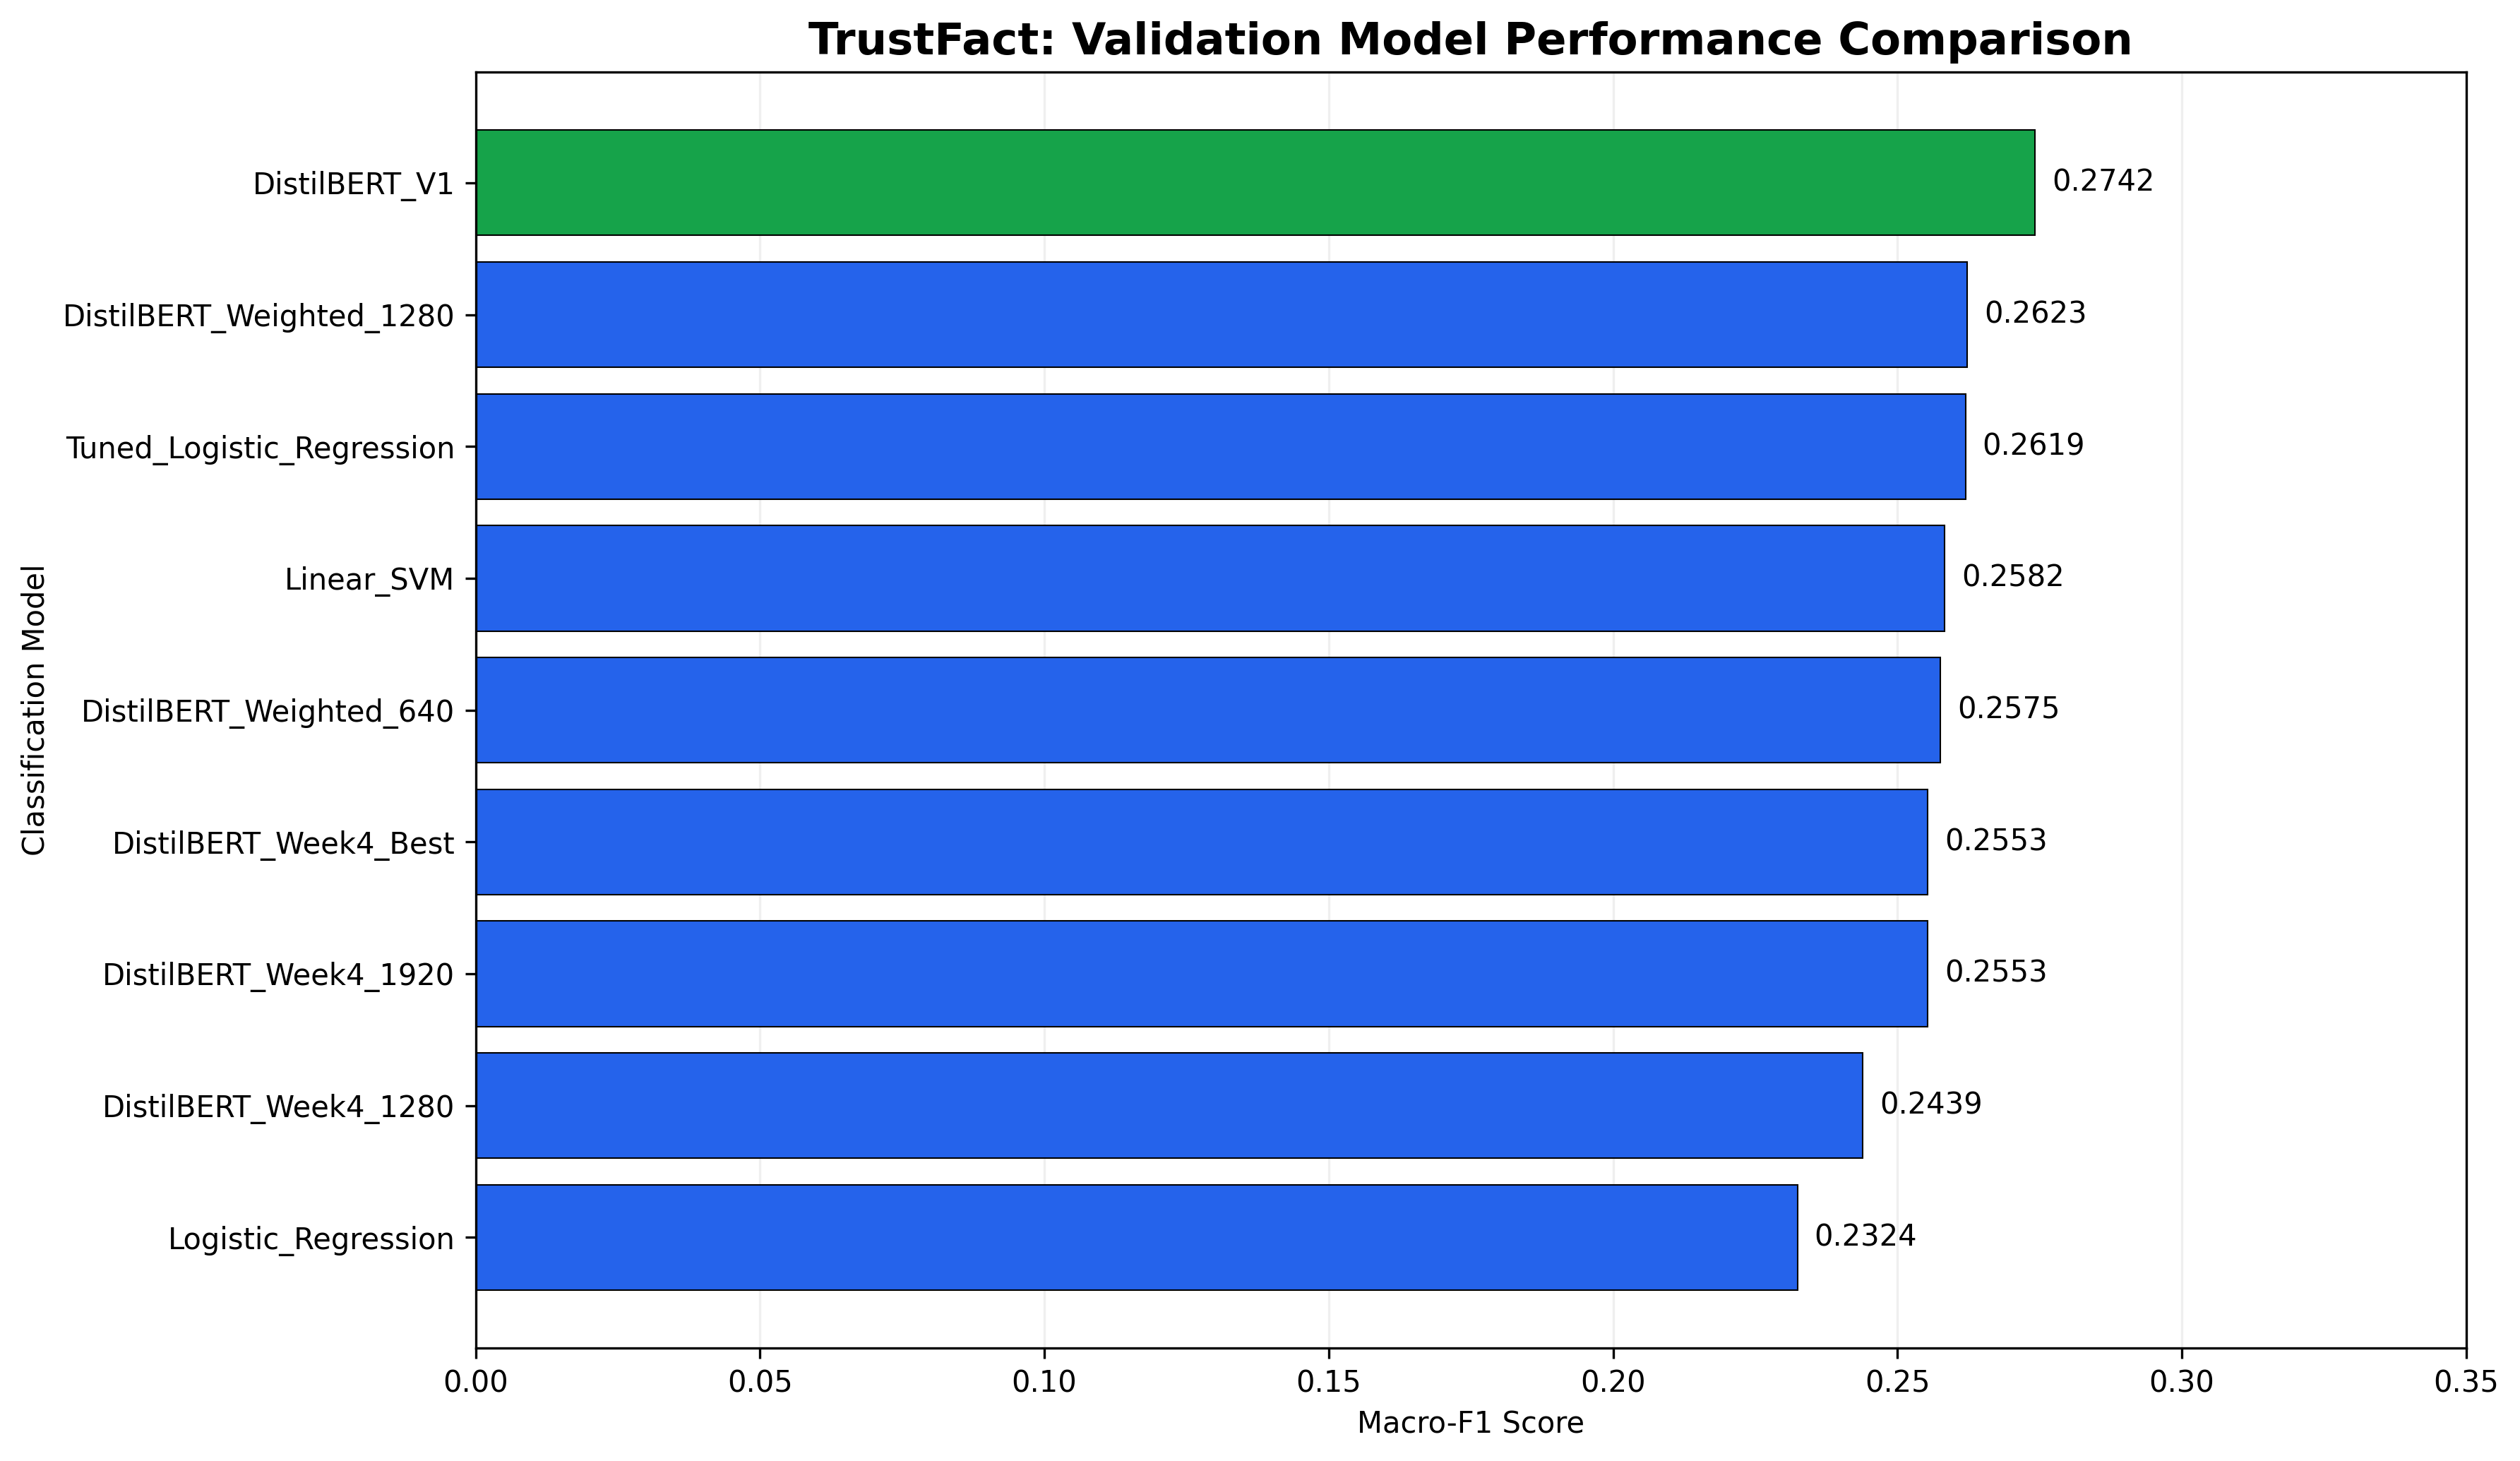 TrustFact: Validation Model Performance Comparison
Classification Model
DistilBERT_V1 0.2742
DistilBERT_Weighted_1280 0.2623
Tuned_Logistic_Regression 0.2619
Linear_SVM 0.2582
DistilBERT_Weighted_640 0.2575
DistilBERT_Week4_Best 0.2553
DistilBERT_Week4_1920 0.2553
DistilBERT_Week4_1280 0.2439
Logistic_Regression 0.2324
0.00 0.05 0.10 0.15 0.20 0.25 0.30 0.35
Macro-F1 Score